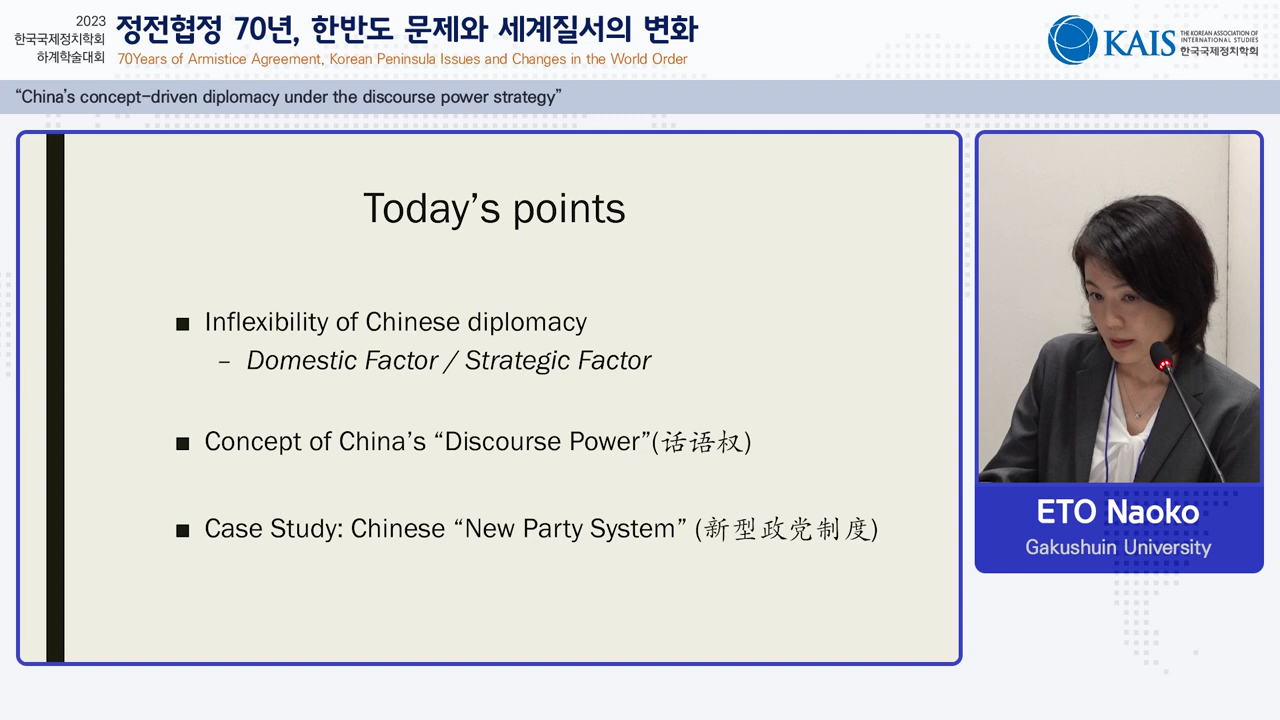 2023
한국국제정치학회
하계학술대회
정전협정 70년, 한반도 문제와 세계질서의 변화
70Years of Armistice Agreement, Korean Peninsula Issues and Changes in the World Order
KAIS
THE KOREAN ASSOCIATION OF
INTERNATIONAL STUDIES
한국국제정치학회
“China’s concept-driven diplomacy under the discourse power strategy”
Today’s points
■ Inflexibility of Chinese diplomacy
– Domestic Factor / Strategic Factor
■ Concept of China’s “Discourse Power”(话语权)
■ Case Study: Chinese “New Party System” (新型政党制度)
ETO Naoko
Gakushuin University